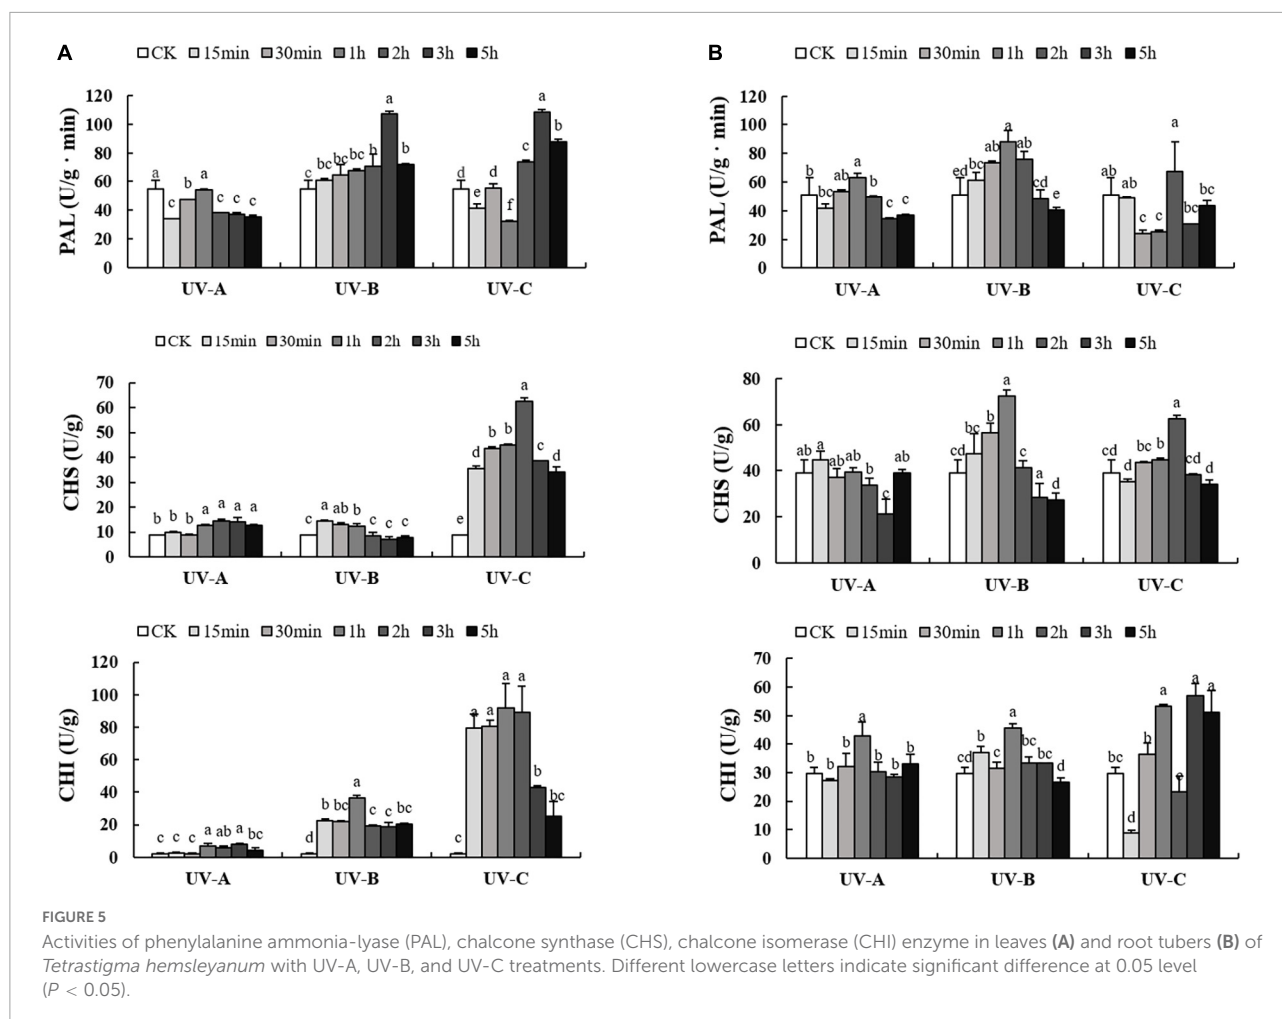 A
CK 15min 30min 1h 2h 3h 5h
PAL (U/g · min)
120
100
80
60
40
20
0
a c b a c c c
b bc bc bc b a b
d e d f c a b
UV-A UV-B UV-C
B
CK 15min 30min 1h 2h 3h 5h
PAL (U/g · min)
120
100
80
60
40
20
0
b bc ab a b c c
ed bc ab a ab cd e
ab ab c c a bc bc
UV-A UV-B UV-C
CK 15min 30min 1h 2h 3h 5h
CHS (U/g)
70
60
50
40
30
20
10
0
b b b a a a a
c a ab b c c c
e d b b a c d
UV-A UV-B UV-C
CK 15min 30min 1h 2h 3h 5h
CHS (U/g)
80
60
40
20
0
ab a ab ab b c ab
cd bc b a c a d
cd d bc b a cd d
UV-A UV-B UV-C
CK 15min 30min 1h 2h 3h 5h
CHI (U/g)
120
100
80
60
40
20
0
c c c a ab a bc
d b bc a c c bc
c a a a a b bc
UV-A UV-B UV-C
CK 15min 30min 1h 2h 3h 5h
CHI (U/g)
70
60
50
40
30
20
10
0
b b b a b b b
cd b c a bc bc d
bc d b a e a a
UV-A UV-B UV-C
FIGURE 5
Activities of phenylalanine ammonia-lyase (PAL), chalcone synthase (CHS), chalcone isomerase (CHI) enzyme in leaves (A) and root tubers (B) of
Tetrastigma hemsleyanum with UV-A, UV-B, and UV-C treatments. Different lowercase letters indicate significant difference at 0.05 level
(P < 0.05).